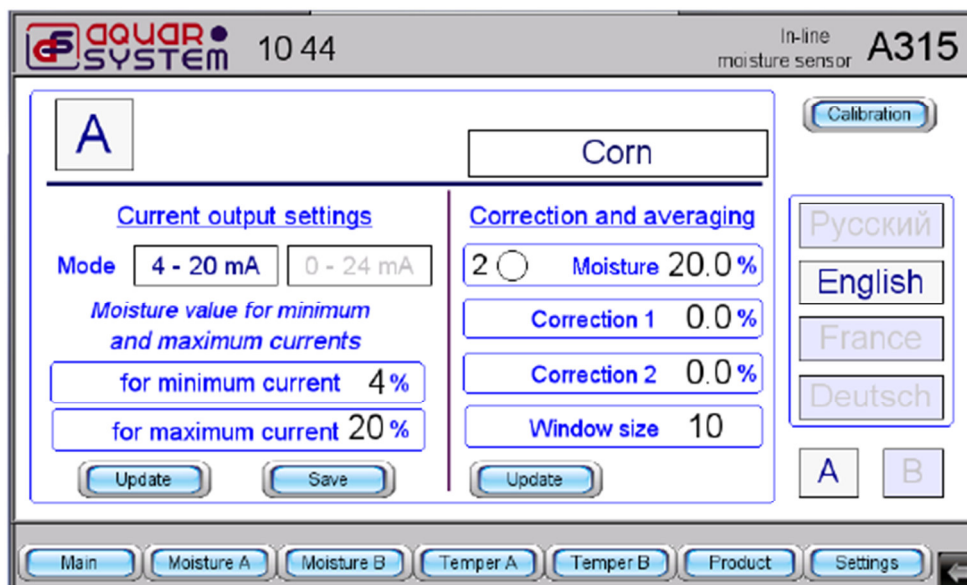 AQUAR SYSTEM 10 44 In-line moisture sensor A315
Calibration
A
Corn
Current output settings
Mode 4 - 20 mA 0 - 24 mA
Moisture value for minimum
and maximum currents
for minimum current 4 %
for maximum current 20 %
Update Save
Correction and averaging
2 Moisture 20.0 %
Correction 1 0.0 %
Correction 2 0.0 %
Window size 10
Update
Русский
English
France
Deutsch
A B
Main Moisture A Moisture B Temper A Temper B Product Settings